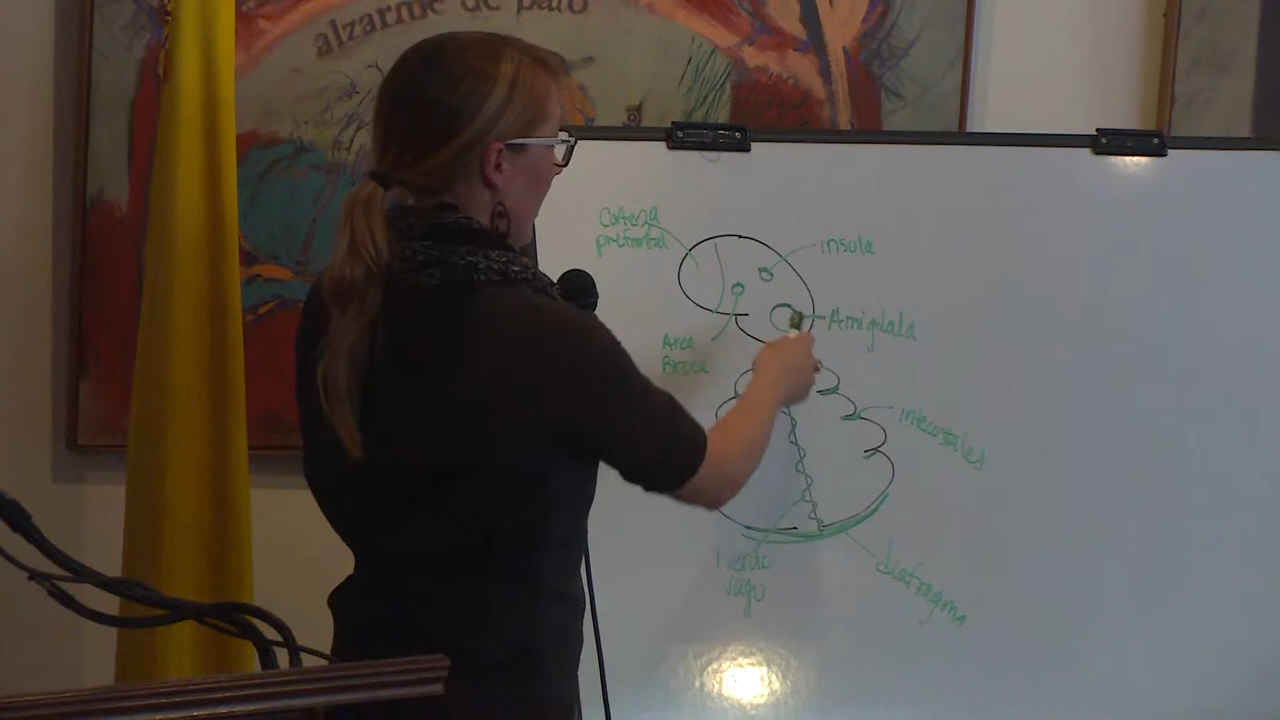 alzarme de palo
Corteza
prefrontal
insula
Amigdala
Area
Broca
intercostales
Nervio
vago
diafragma